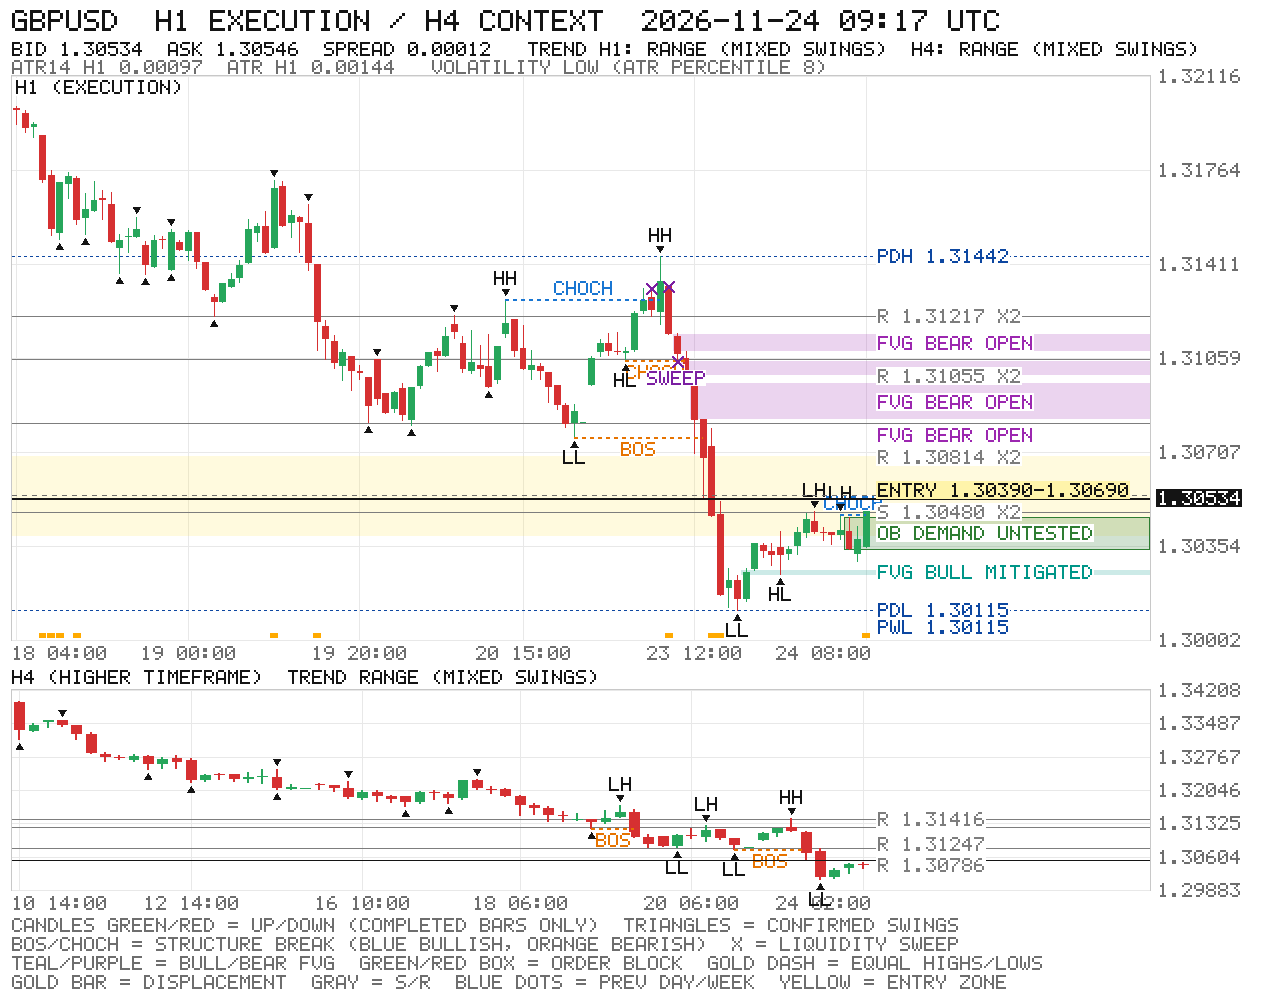 GBPUSD  H1 EXECUTION / H4 CONTEXT  2026-11-24 09:17 UTC
BID 1.30534  ASK 1.30546  SPREAD 0.00012   TREND H1: RANGE (MIXED SWINGS)  H4: RANGE (MIXED SWINGS)
ATR14 H1 0.00097  ATR H1 0.00144   VOLATILITY LOW (ATR PERCENTILE 8)
H1 (EXECUTION)
1.32116
1.31764
HH
PDH 1.31442
1.31411
HH
CHOCH
R 1.31217 X2
FVG BEAR OPEN
1.31059
HL
CHOCH
SWEEP
R 1.31055 X2
FVG BEAR OPEN
FVG BEAR OPEN
LL
BOS
R 1.30814 X2
1.30707
LH
LH
ENTRY 1.30390-1.30690
1.30534
CHOCH
S 1.30480 X2
OB DEMAND UNTESTED
1.30354
FVG BULL MITIGATED
HL
PDL 1.30115
PWL 1.30115
LL
1.30002
18 04:00  19 00:00  19 20:00  20 15:00  23 12:00  24 08:00
H4 (HIGHER TIMEFRAME)  TREND RANGE (MIXED SWINGS)
1.34208
1.33487
1.32767
1.32046
LH
LH
HH
R 1.31416
1.31325
BOS
R 1.31247
1.30604
LL
LL
BOS
R 1.30786
1.29883
LL
10 14:00  12 14:00  16 10:00  18 06:00  20 06:00  24 02:00
CANDLES GREEN/RED = UP/DOWN (COMPLETED BARS ONLY)  TRIANGLES = CONFIRMED SWINGS
BOS/CHOCH = STRUCTURE BREAK (BLUE BULLISH, ORANGE BEARISH)  X = LIQUIDITY SWEEP
TEAL/PURPLE = BULL/BEAR FVG  GREEN/RED BOX = ORDER BLOCK  GOLD DASH = EQUAL HIGHS/LOWS
GOLD BAR = DISPLACEMENT  GRAY = S/R  BLUE DOTS = PREV DAY/WEEK  YELLOW = ENTRY ZONE